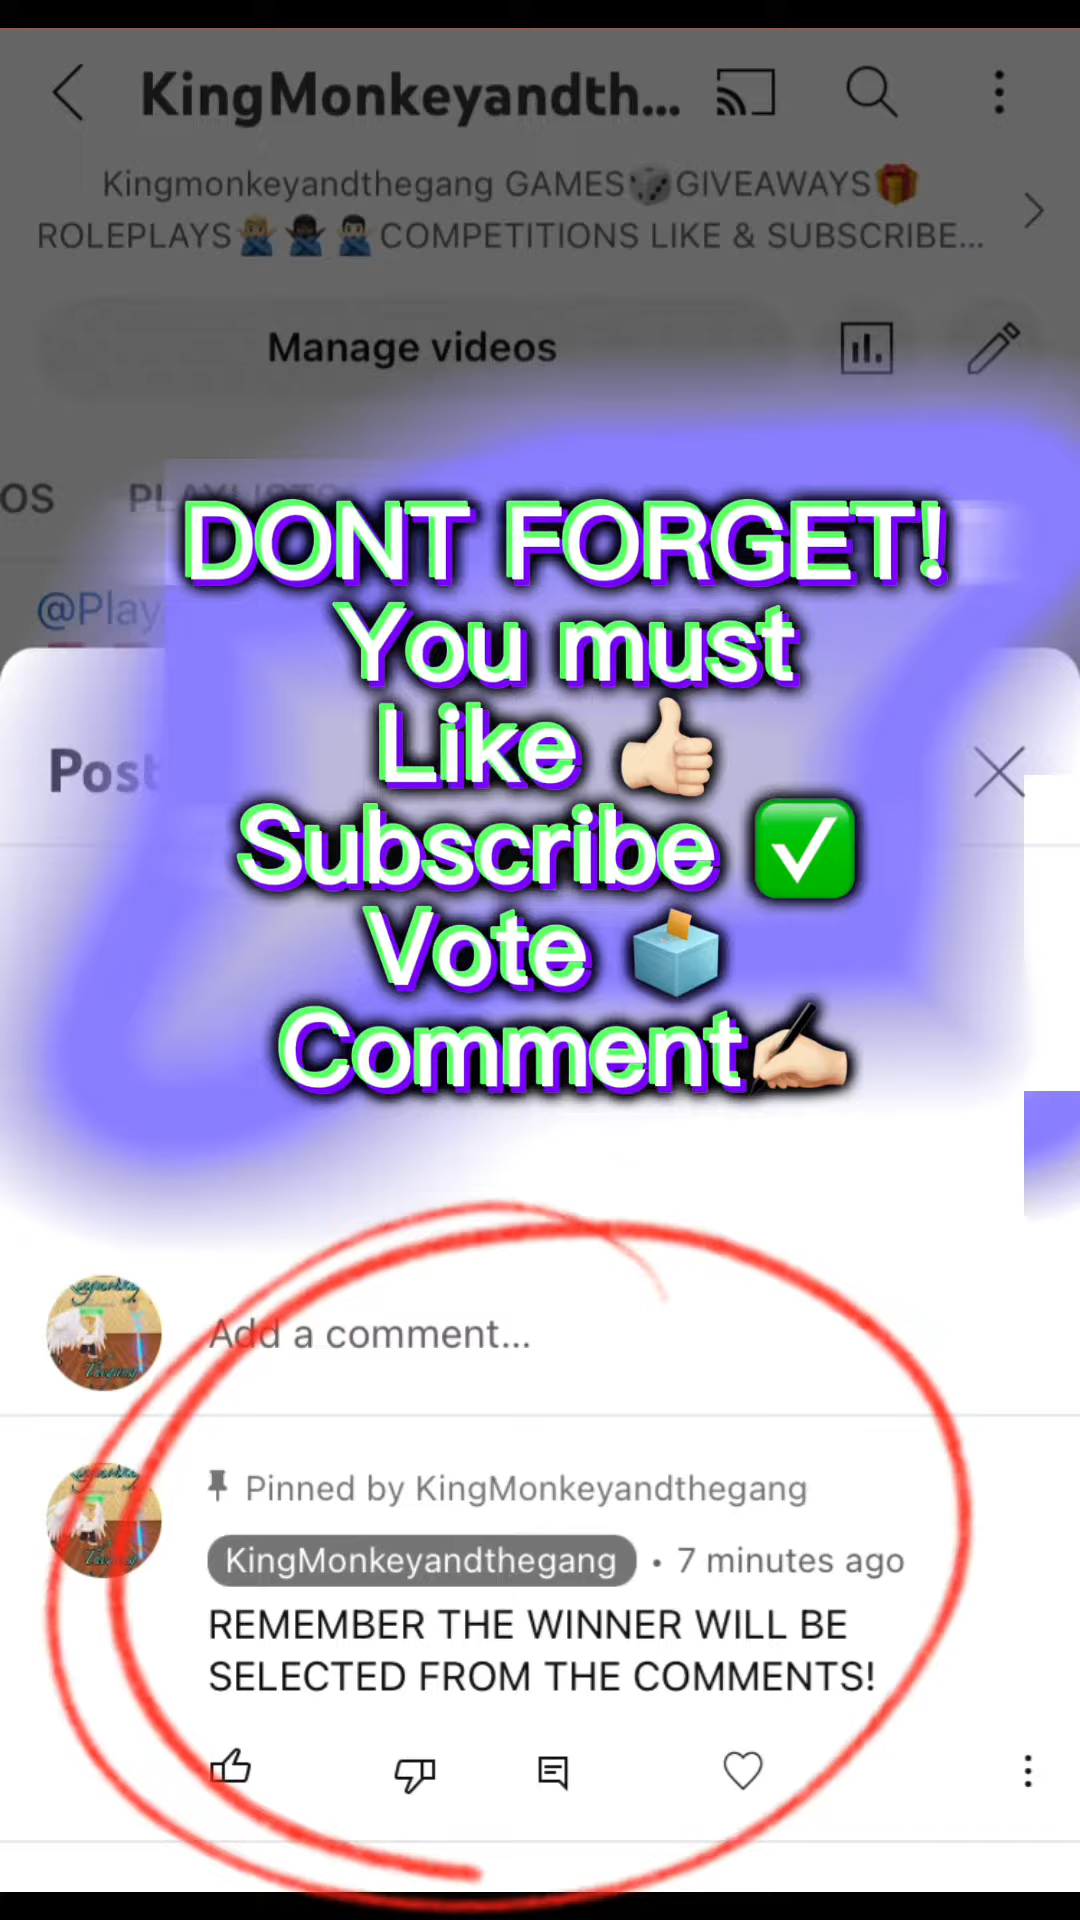 KingMonkeyandth...
Kingmonkeyandthegang GAMES🎲GIVEAWAYS🎁
ROLEPLAYS🙅🏼‍♂️🙅🏿‍♂️🙅🏻‍♂️COMPETITIONS LIKE & SUBSCRIBE...
Manage videos
OS PLAYLISTS
DONT FORGET!
@Play
You must
Like 👍🏻
Post
Subscribe ✅
Vote 🗳️
Comment✍🏻
Add a comment...
Pinned by KingMonkeyandthegang
KingMonkeyandthegang • 7 minutes ago
REMEMBER THE WINNER WILL BE
SELECTED FROM THE COMMENTS!